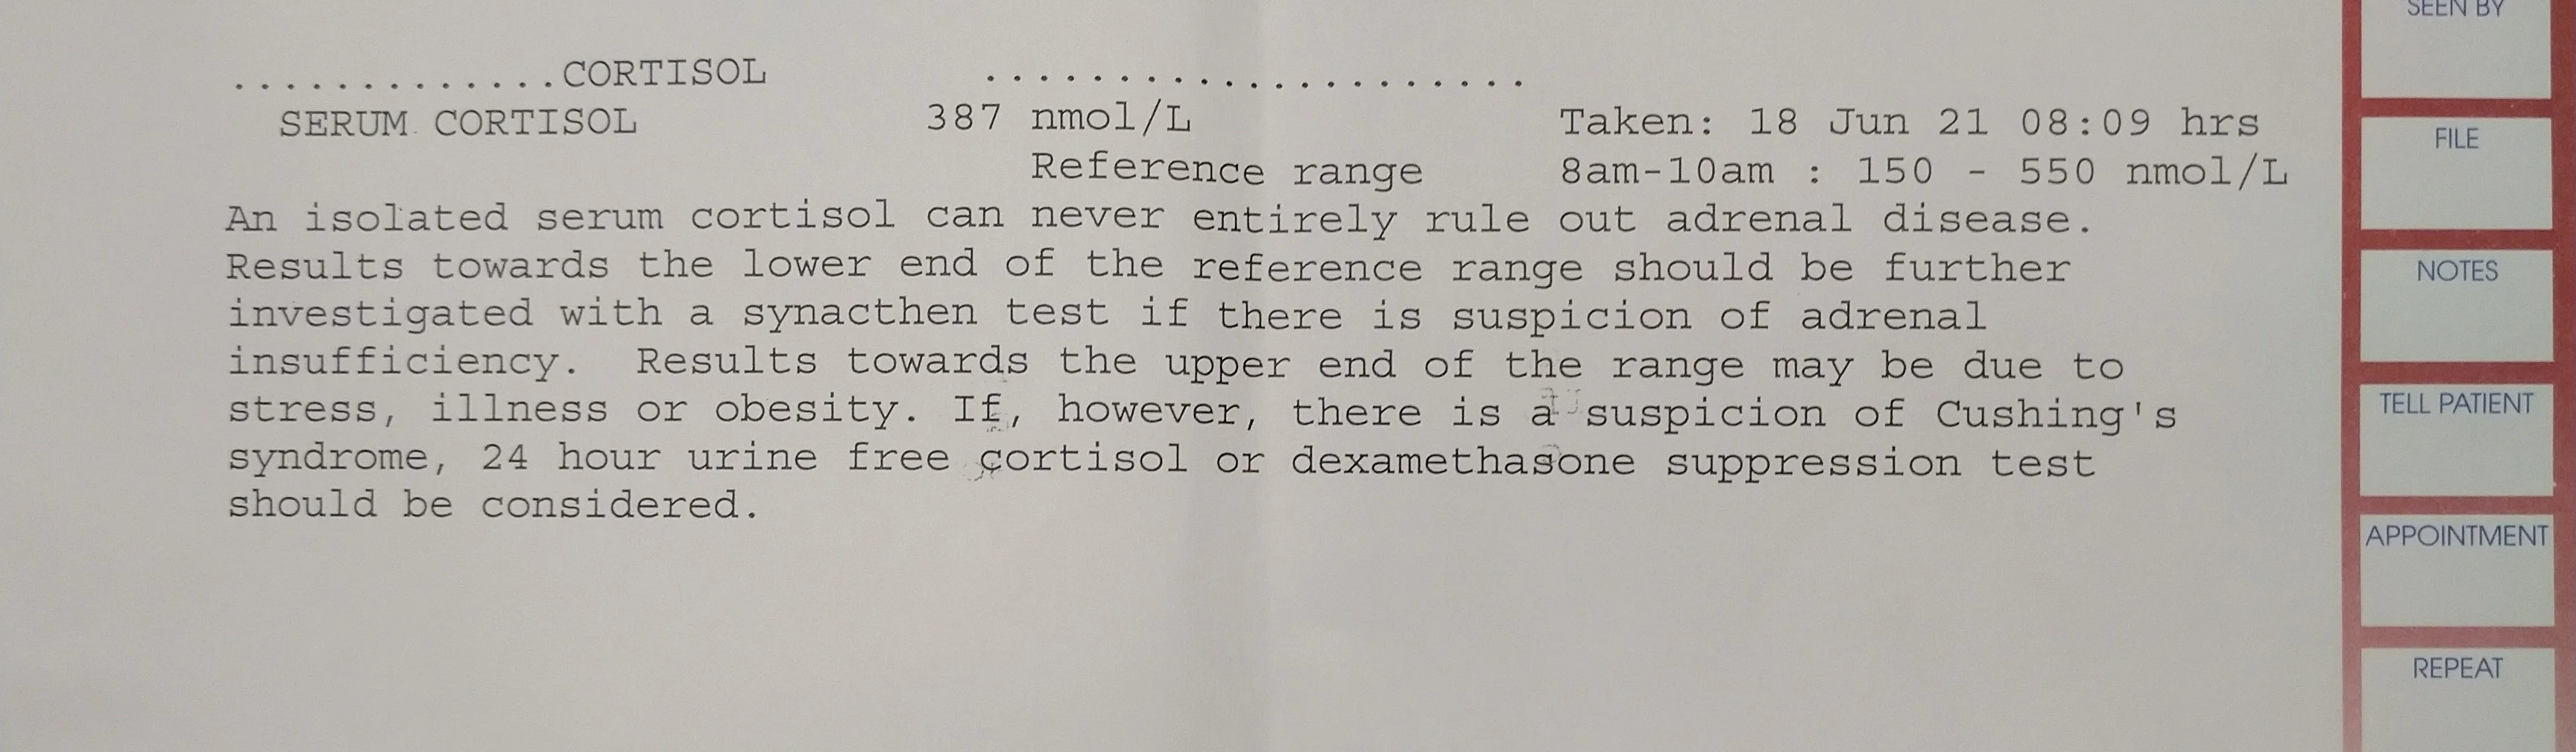 SEEN BY
.............CORTISOL .....................
SERUM CORTISOL 387 nmol/L Taken: 18 Jun 21 08:09 hrs
Reference range 8am-10am : 150 - 550 nmol/L
An isolated serum cortisol can never entirely rule out adrenal disease.
Results towards the lower end of the reference range should be further
investigated with a synacthen test if there is suspicion of adrenal
insufficiency. Results towards the upper end of the range may be due to
stress, illness or obesity. If, however, there is a suspicion of Cushing's
syndrome, 24 hour urine free cortisol or dexamethasone suppression test
should be considered.
FILE
NOTES
TELL PATIENT
APPOINTMENT
REPEAT